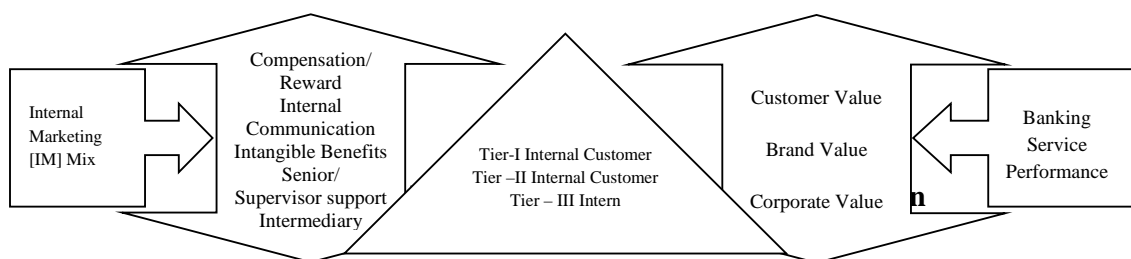 Internal
Marketing
[IM] Mix
Compensation/
Reward
Internal
Communication
Intangible Benefits
Senior/
Supervisor support
Intermediary
Tier-I Internal Customer
Tier –II Internal Customer
Tier – III Intern
Customer Value
Brand Value
Corporate Value
n
Banking
Service
Performance